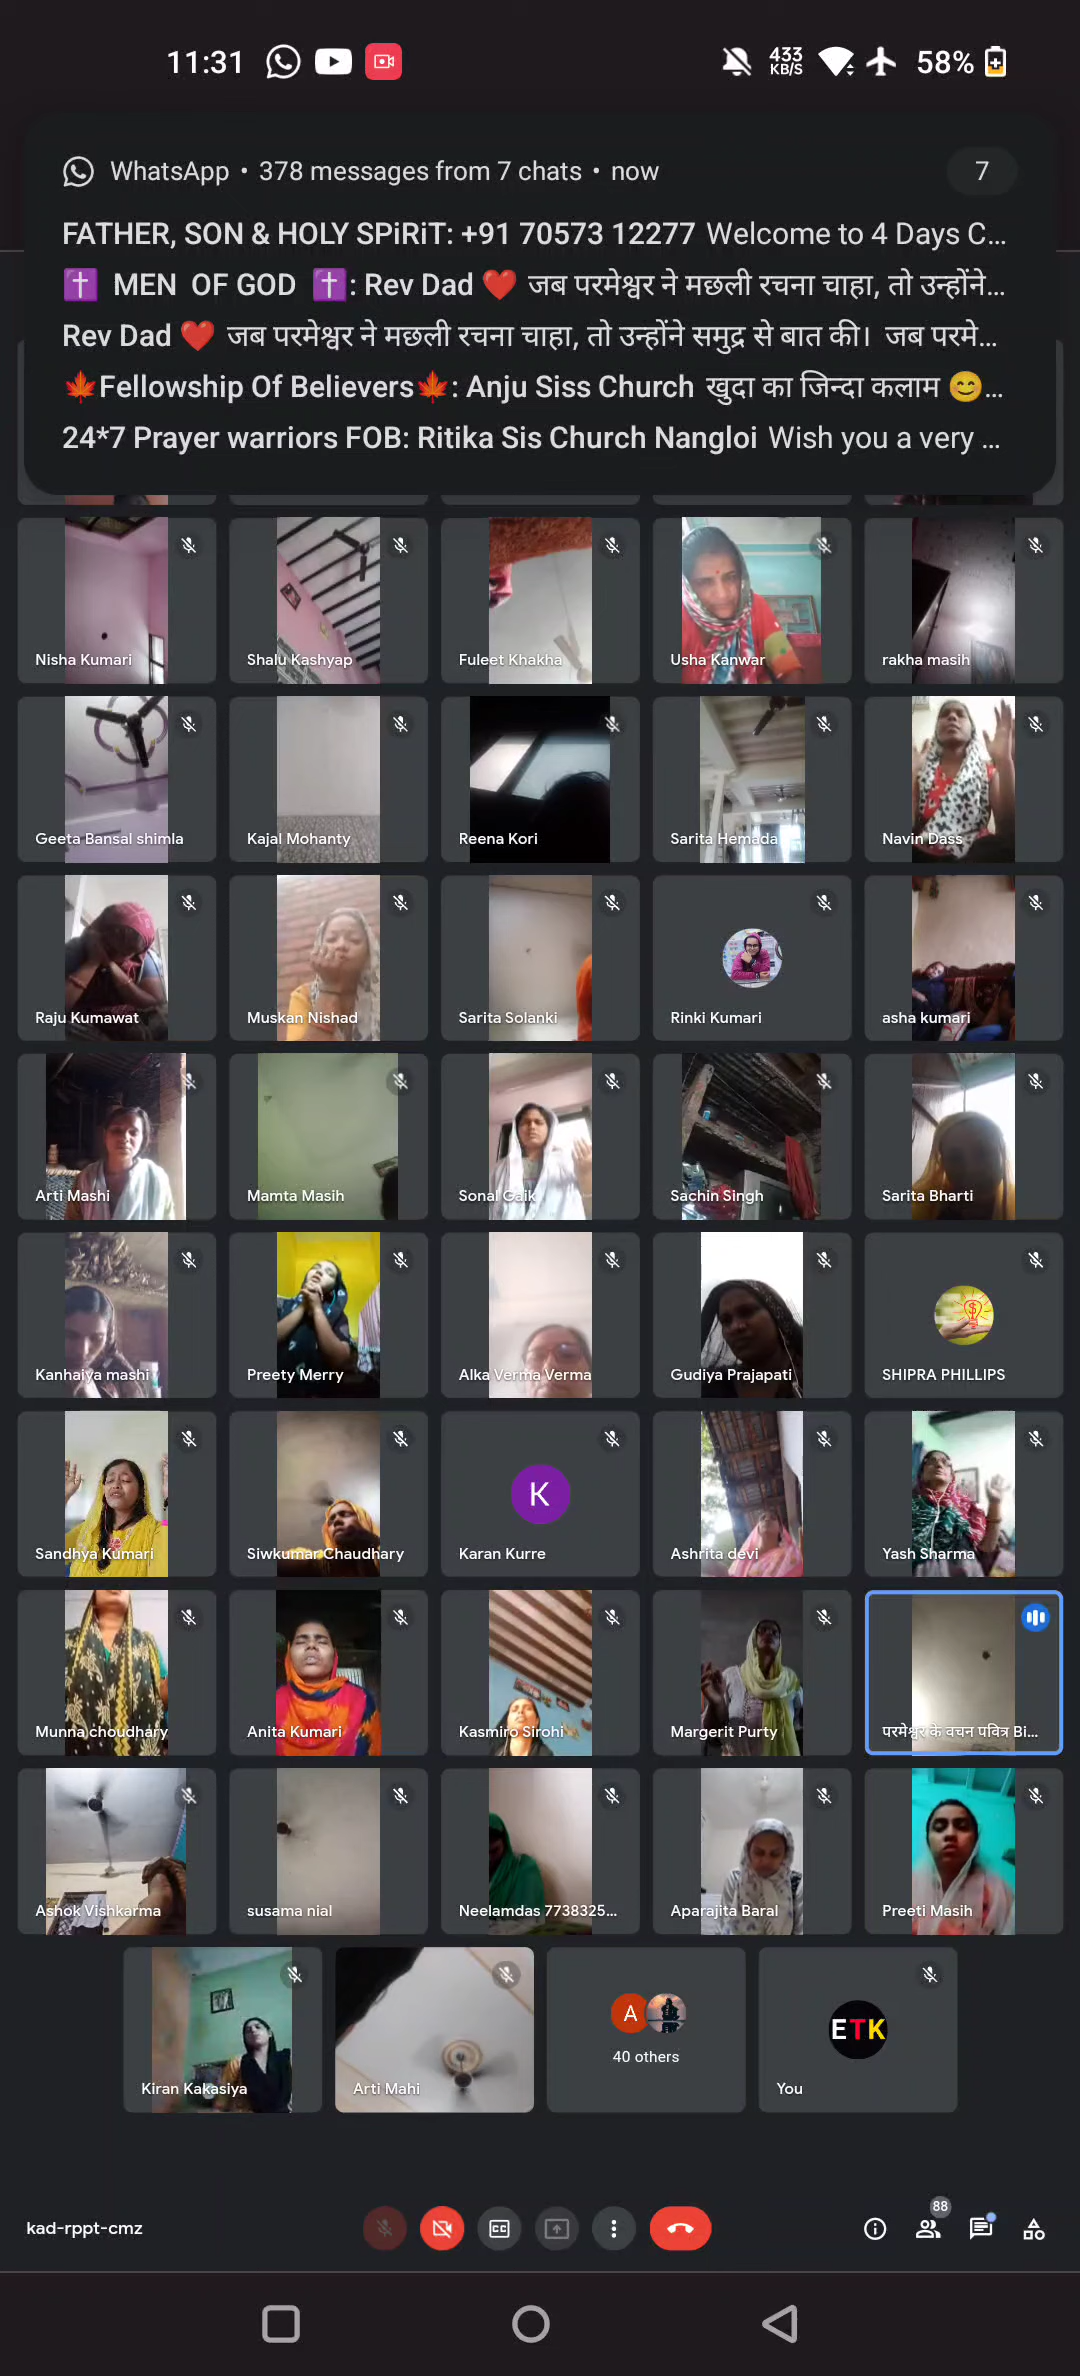 11:31 433 KB/S 58%
WhatsApp • 378 messages from 7 chats • now 7
FATHER, SON & HOLY SPiRiT: +91 70573 12277 Welcome to 4 Days C...
✝️ MEN OF GOD ✝️: Rev Dad ❤️ जब परमेश्वर ने मछली रचना चाहा, तो उन्होंने...
Rev Dad ❤️ जब परमेश्वर ने मछली रचना चाहा, तो उन्होंने समुद्र से बात की। जब परमे...
🍁Fellowship Of Believers🍁: Anju Siss Church खुदा का जिन्दा कलाम 😊...
24*7 Prayer warriors FOB: Ritika Sis Church Nangloi Wish you a very ...
Nisha Kumari Shalu Kashyap Fuleet Khakha Usha Kanwar rakha masih
Geeta Bansal shimla Kajal Mohanty Reena Kori Sarita Hemada Navin Dass
Raju Kumawat Muskan Nishad Sarita Solanki Rinki Kumari asha kumari
Arti Mashi Mamta Masih Sonal Gaik Sachin Singh Sarita Bharti
Kanhaiya mashi Preety Merry Alka Verma Verma Gudiya Prajapati SHIPRA PHILLIPS
K
Sandhya Kumari Siwkumar Chaudhary Karan Kurre Ashrita devi Yash Sharma
Munna choudhary Anita Kumari Kasmiro Sirohi Margerit Purty परमेश्वर के वचन पवित्र Bi...
Ashok Vishkarma susama nial Neelamdas 7738325... Aparajita Baral Preeti Masih
A ETK
40 others
Kiran Kakasiya Arti Mahi You
88
kad-rppt-cmz CC